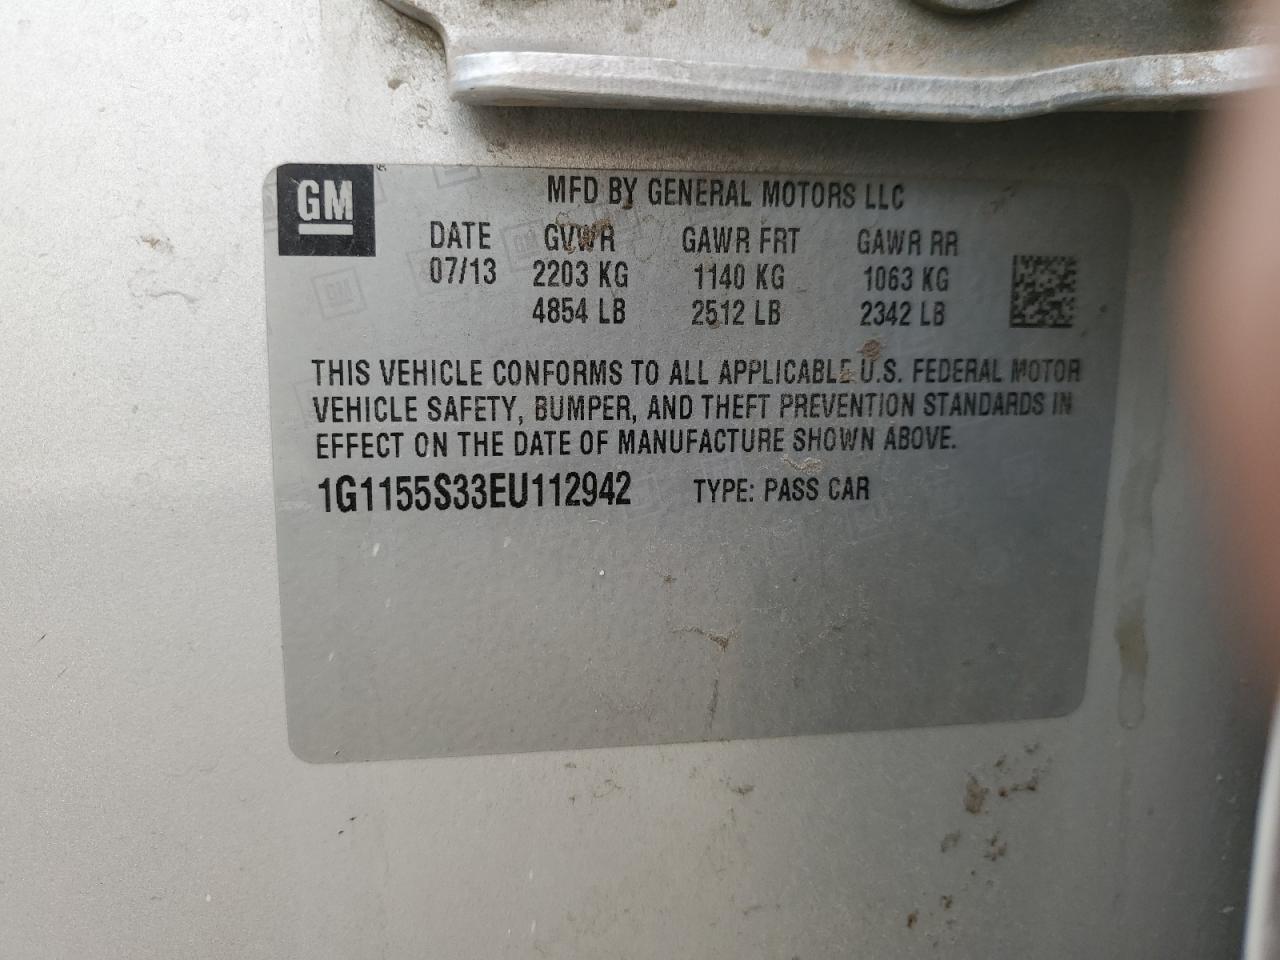 GM
MFD BY GENERAL MOTORS LLC
DATE GVWR GAWR FRT GAWR RR
07/13 2203 KG 1140 KG 1063 KG
4854 LB 2512 LB 2342 LB
THIS VEHICLE CONFORMS TO ALL APPLICABLE U.S. FEDERAL MOTOR
VEHICLE SAFETY, BUMPER, AND THEFT PREVENTION STANDARDS IN
EFFECT ON THE DATE OF MANUFACTURE SHOWN ABOVE.
1G1155S33EU112942 TYPE: PASS CAR